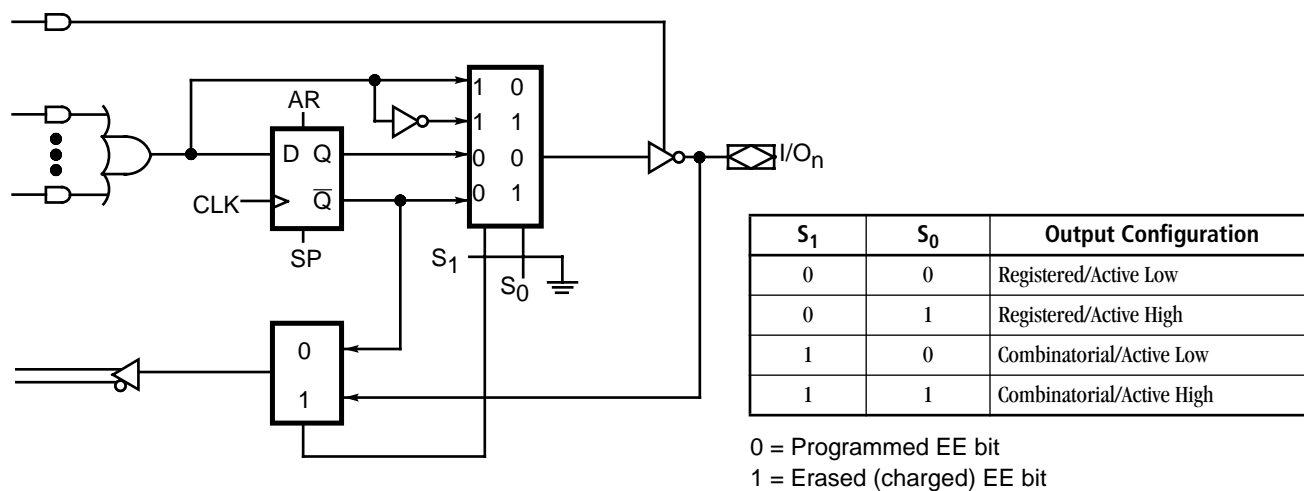 AR
1 0
1 1
D Q
0 0
I/Oₙ
CLK
Q̅
0 1
SP
S₁
S₀
0
1
S₁ S₀ Output Configuration
0 0 Registered/Active Low
0 1 Registered/Active High
1 0 Combinatorial/Active Low
1 1 Combinatorial/Active High
0 = Programmed EE bit
1 = Erased (charged) EE bit